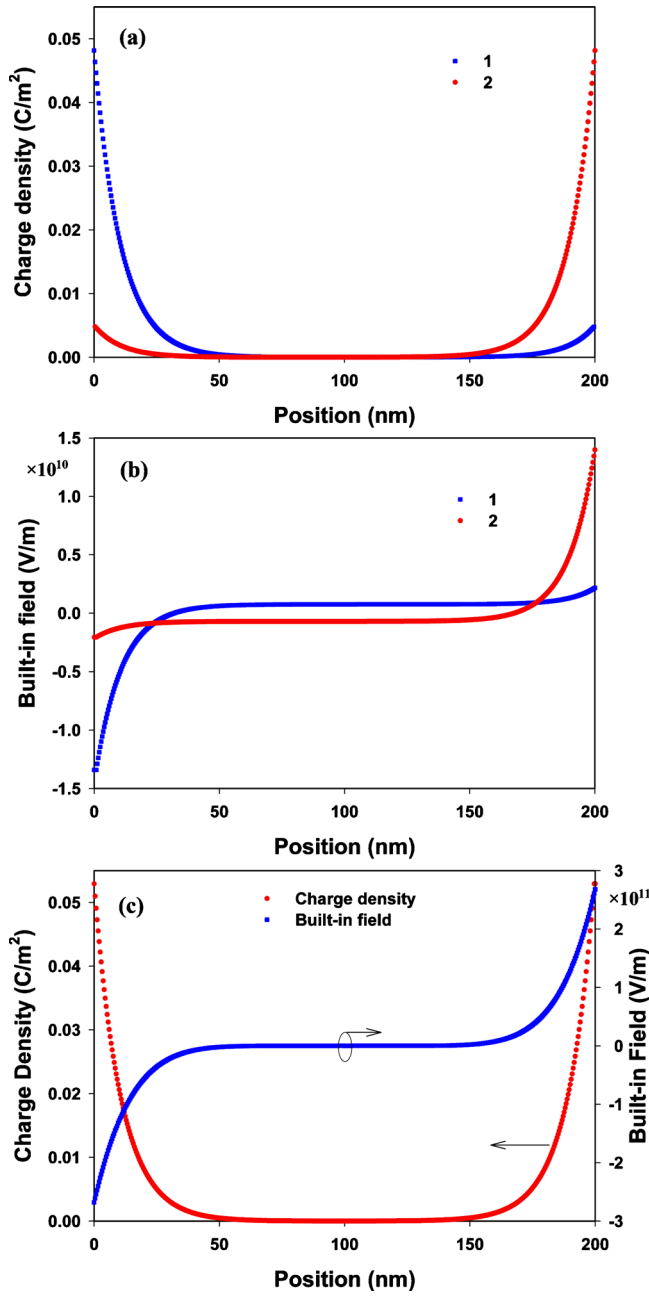 (a)
1
2
0.05
0.04
0.03
0.02
0.01
0.00
Charge density (C/m²)
0 50 100 150 200
Position (nm)
×10¹⁰
(b)
1
2
1.5
1.0
0.5
0.0
-0.5
-1.0
-1.5
Built-in field (V/m)
0 50 100 150 200
Position (nm)
(c)
Charge density
Built-in field
0.05
0.04
0.03
0.02
0.01
0.00
Charge Density (C/m²)
3
×10¹¹
2
1
0
-1
-2
-3
Built-in Field (V/m)
0 50 100 150 200
Position (nm)